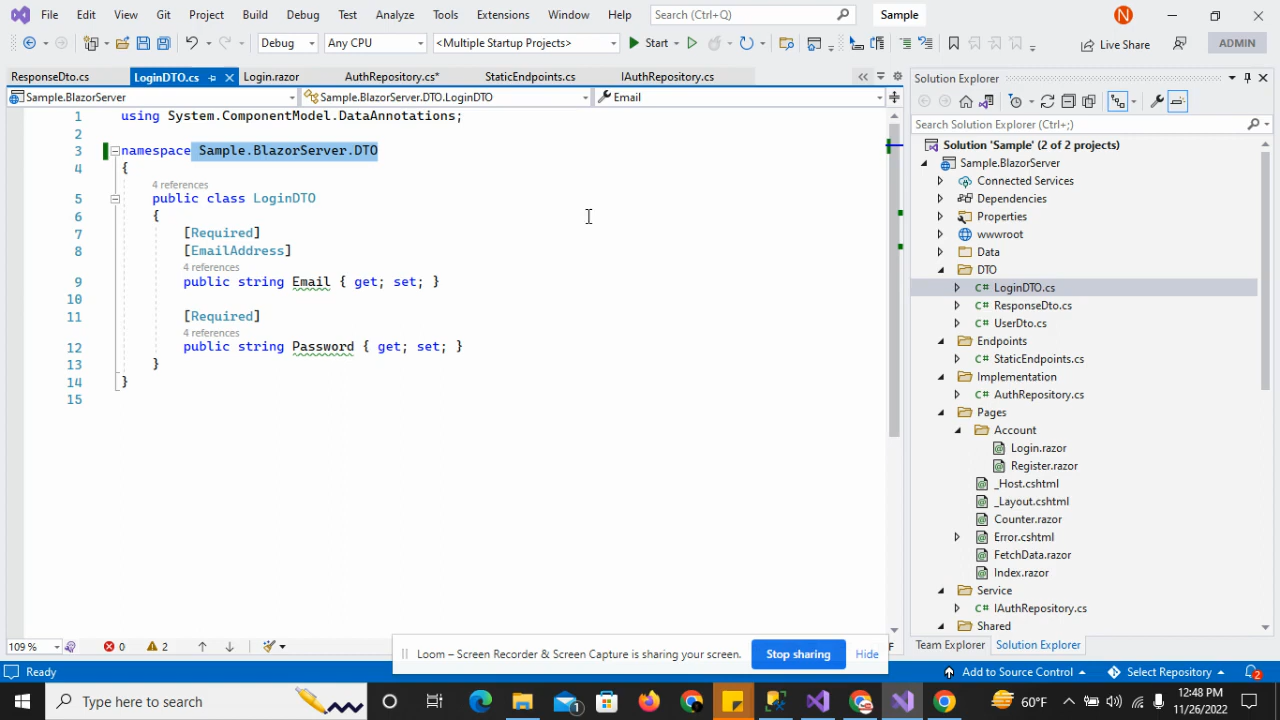 File Edit View Git Project Build Debug Test Analyze Tools Extensions Window Help Search (Ctrl+Q) Sample N
Debug Any CPU <Multiple Startup Projects> Start Live Share ADMIN
ResponseDto.cs LoginDTO.cs Login.razor AuthRepository.cs* StaticEndpoints.cs IAuthRepository.cs
Sample.BlazorServer Sample.BlazorServer.DTO.LoginDTO Email
1 using System.ComponentModel.DataAnnotations;
2
3 namespace Sample.BlazorServer.DTO
4 {
4 references
5 public class LoginDTO
6 {
7 [Required]
8 [EmailAddress]
4 references
9 public string Email { get; set; }
10
11 [Required]
4 references
12 public string Password { get; set; }
13 }
14 }
15
109 % 0 2
Solution Explorer
Search Solution Explorer (Ctrl+;)
Solution 'Sample' (2 of 2 projects)
Sample.BlazorServer
Connected Services
Dependencies
Properties
wwwroot
Data
DTO
C# LoginDTO.cs
C# ResponseDto.cs
C# UserDto.cs
Endpoints
C# StaticEndpoints.cs
Implementation
C# AuthRepository.cs
Pages
Account
Login.razor
Register.razor
_Host.cshtml
_Layout.cshtml
Counter.razor
Error.cshtml
FetchData.razor
Index.razor
Service
C# IAuthRepository.cs
Shared
Team Explorer Solution Explorer
Loom – Screen Recorder & Screen Capture is sharing your screen. Stop sharing Hide
Ready Add to Source Control Select Repository 2
Type here to search 1 60°F 12:48 PM
11/26/2022